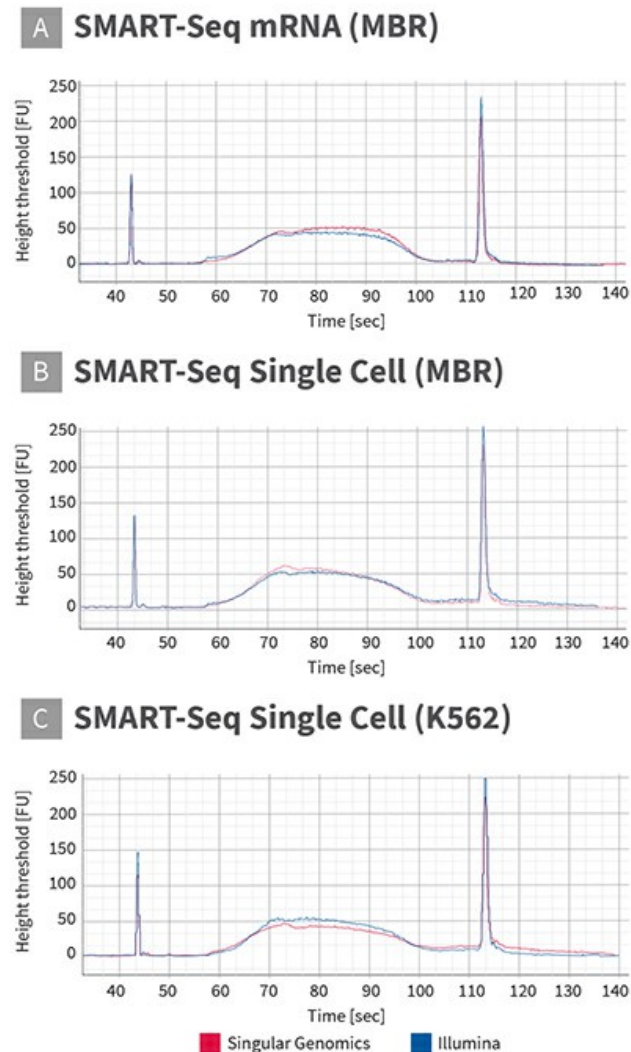 A SMART-Seq mRNA (MBR)
Height threshold [FU]
250
200
150
100
50
0
40 50 60 70 80 90 100 110 120 130 140
Time [sec]
B SMART-Seq Single Cell (MBR)
Height threshold [FU]
250
200
150
100
50
0
40 50 60 70 80 90 100 110 120 130 140
Time [sec]
C SMART-Seq Single Cell (K562)
Height threshold [FU]
250
200
150
100
50
0
40 50 60 70 80 90 100 110 120 130 140
Time [sec]
Singular Genomics Illumina